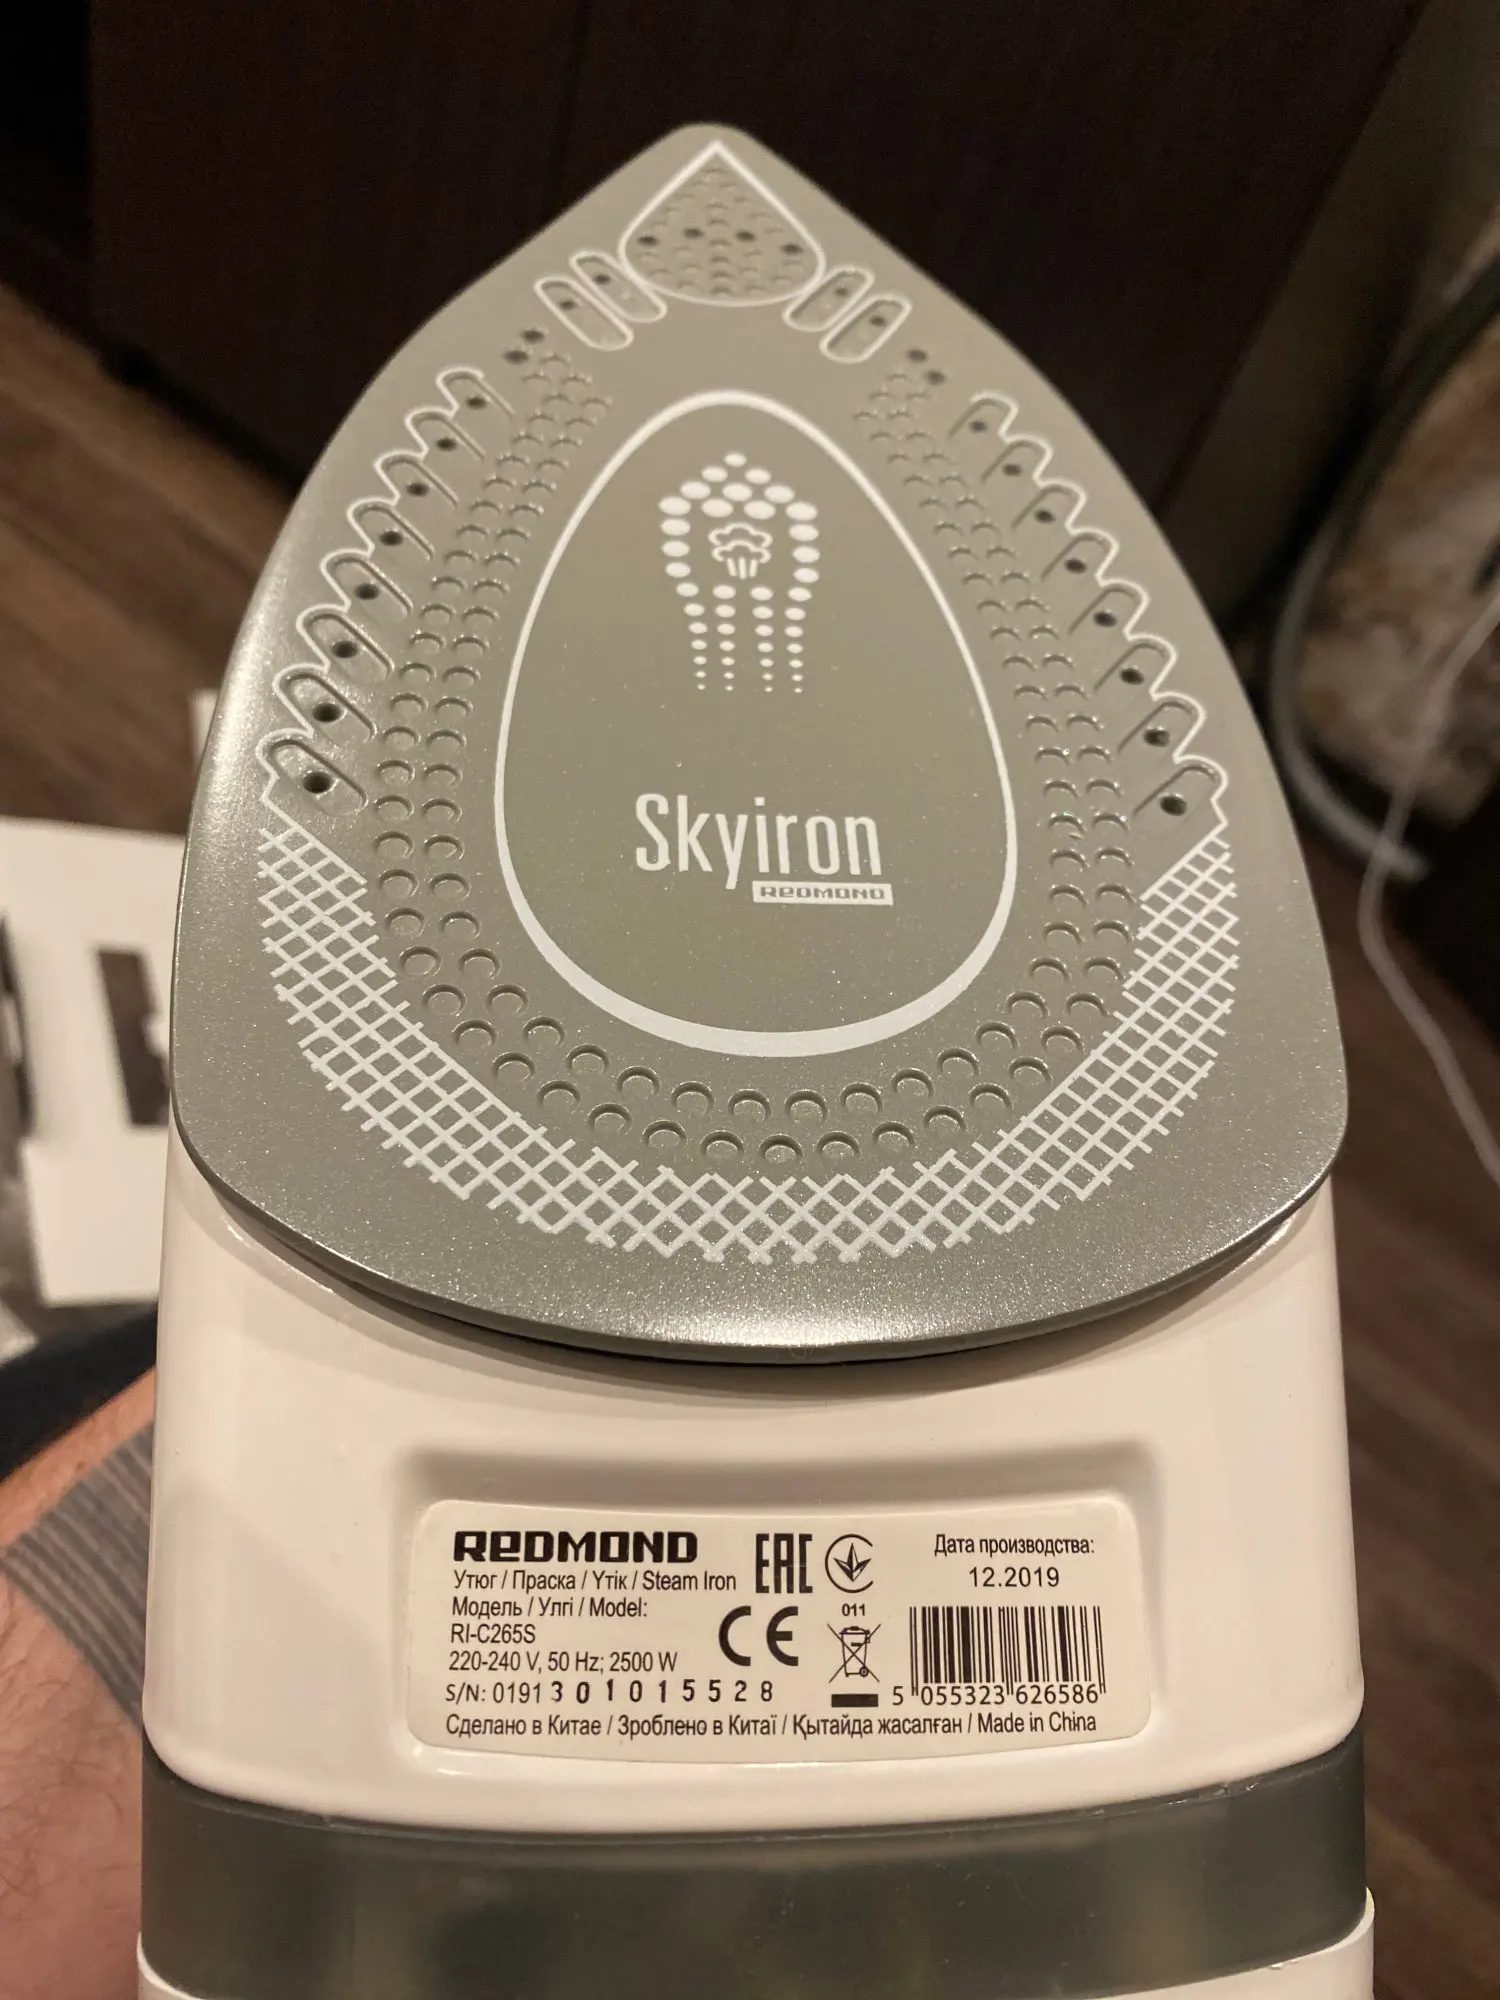 Skyiron
REDMOND
REDMOND
Утюг / Праска / Үтік / Steam Iron
Модель / Улгі / Model:
RI-C265S
220-240 V, 50 Hz; 2500 W
S/N: 0191301015528
EAC
CE
011
Дата производства:
12.2019
5 055323 626586
Сделано в Китае / Зроблено в Китаї / Қытайда жасалған / Made in China